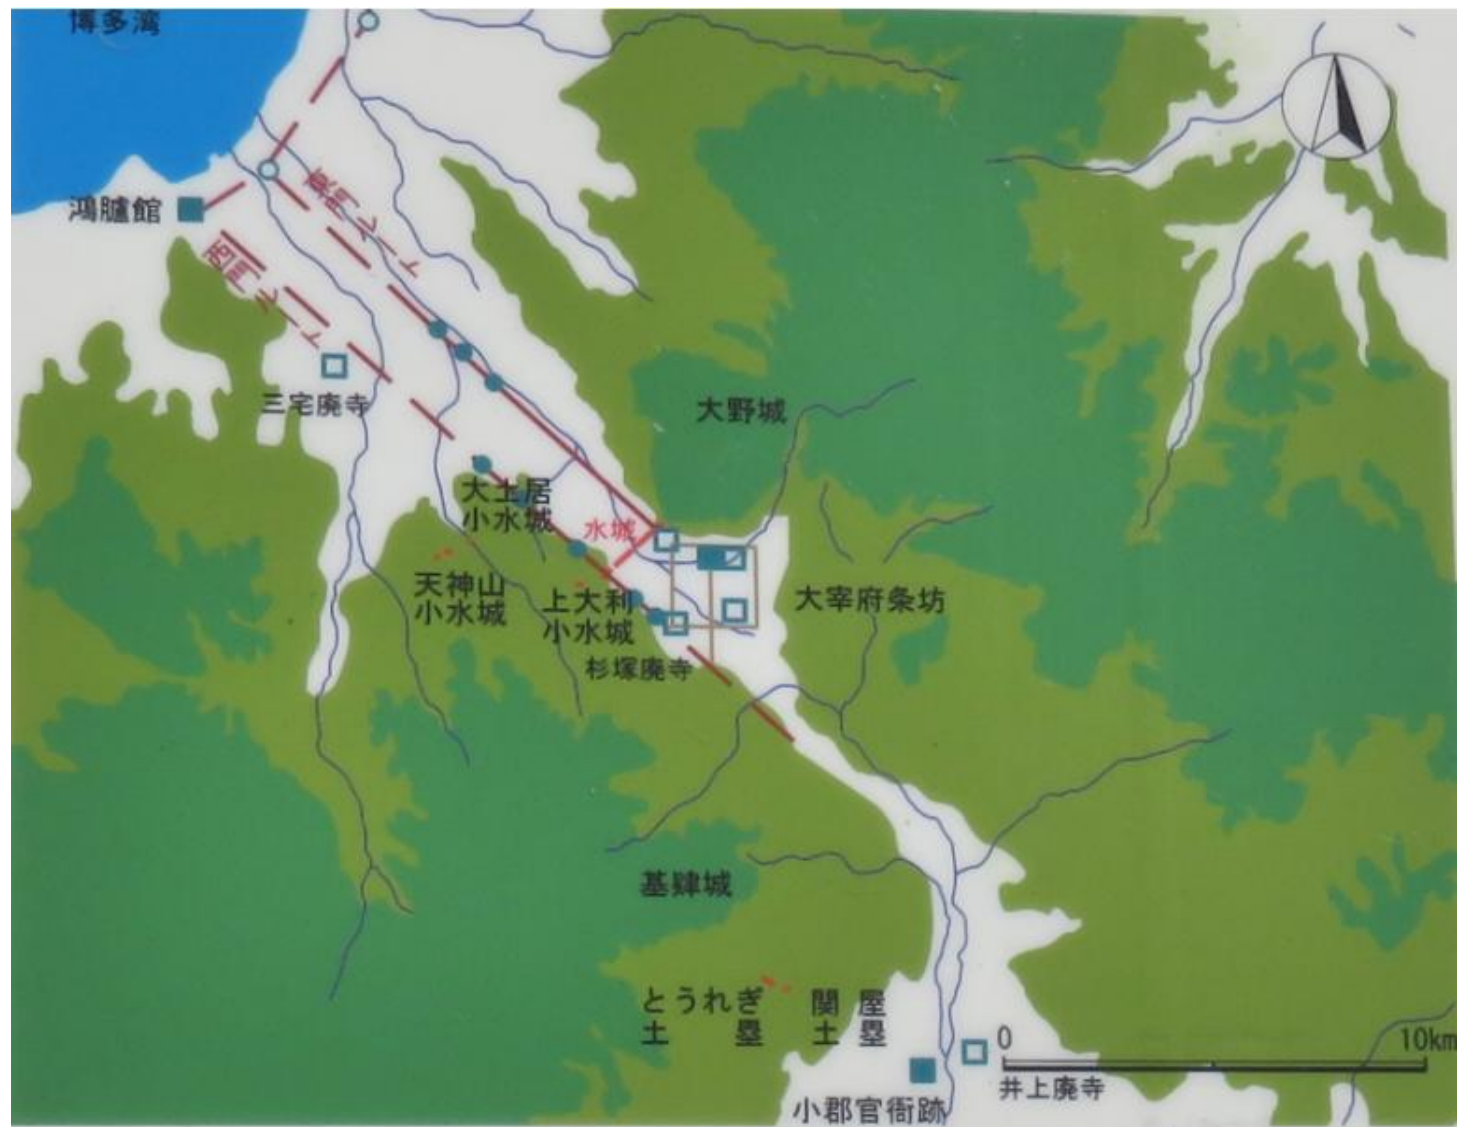 博多湾
鴻臚館
東門ルート
西門ルート
三宅廃寺
大野城
大土居
小水城
水城
天神山
小水城
上大利
小水城
大宰府条坊
杉塚廃寺
基肄城
とうれぎ
土塁
関屋
土塁
0
10km
井上廃寺
小郡官衙跡